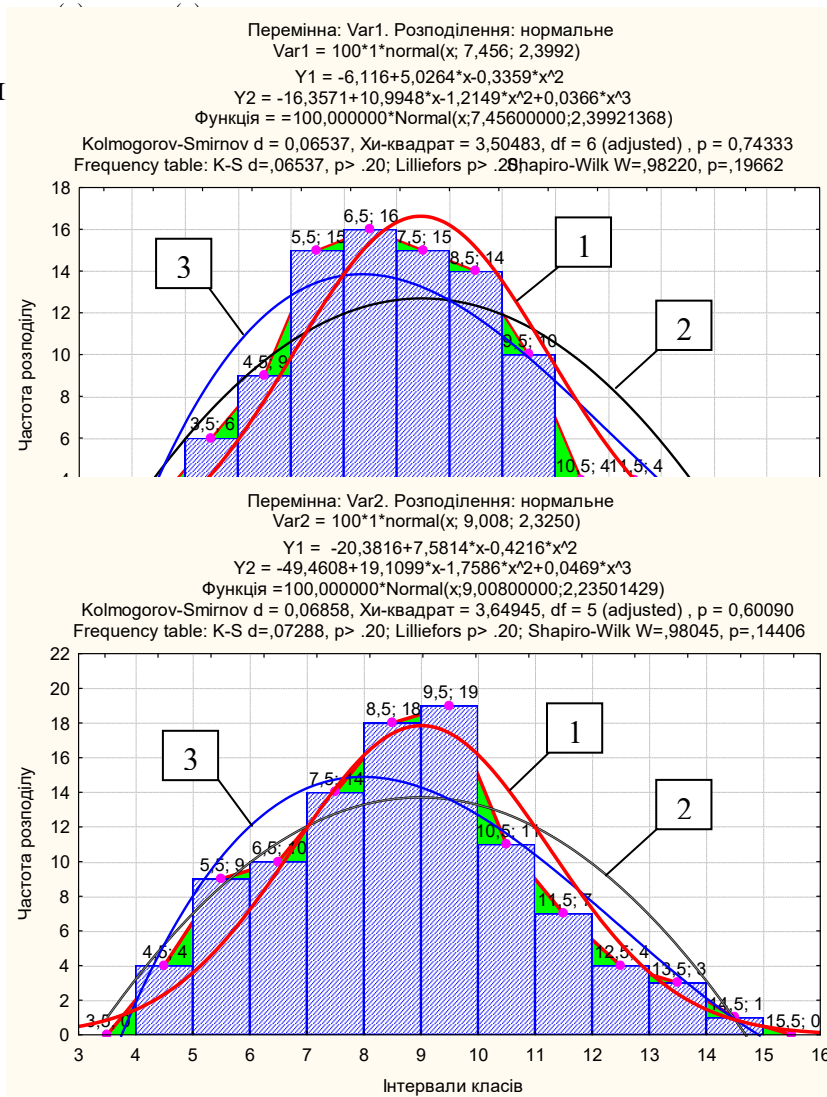 Перемінна: Var1. Розподілення: нормальне
Var1 = 100*1*normal(x; 7,456; 2,3992)
Y1 = -6,116+5,0264*x-0,3359*x^2
Y2 = -16,3571+10,9948*x-1,2149*x^2+0,0366*x^3
Функція = =100,000000*Normal(x;7,45600000;2,39921368)
Kolmogorov-Smirnov d = 0,06537, Хи-квадрат = 3,50483, df = 6 (adjusted) , p = 0,74333
Frequency table: K-S d=,06537, p> .20; Lilliefors p> .20; Shapiro-Wilk W=,98220, p=,19662
18
16
14
12
10
8
6
4
Частота розподілу
3,5; 6
4,5; 9
5,5; 15
6,5; 16
7,5; 15
8,5; 14
9,5; 10
10,5; 4
11,5; 4
3
1
2
Перемінна: Var2. Розподілення: нормальне
Var2 = 100*1*normal(x; 9,008; 2,3250)
Y1 = -20,3816+7,5814*x-0,4216*x^2
Y2 = -49,4608+19,1099*x-1,7586*x^2+0,0469*x^3
Функція =100,000000*Normal(x;9,00800000;2,23501429)
Kolmogorov-Smirnov d = 0,06858, Хи-квадрат = 3,64945, df = 5 (adjusted) , p = 0,60090
Frequency table: K-S d=,07288, p> .20; Lilliefors p> .20; Shapiro-Wilk W=,98045, p=,14406
22
20
18
16
14
12
10
8
6
4
2
0
Частота розподілу
3,5; 0
4,5; 4
5,5; 9
6,5; 10
7,5; 14
8,5; 18
9,5; 19
10,5; 11
11,5; 7
12,5; 4
13,5; 3
14,5; 1
15,5; 0
3
1
2
3 4 5 6 7 8 9 10 11 12 13 14 15 16
Інтервали класів